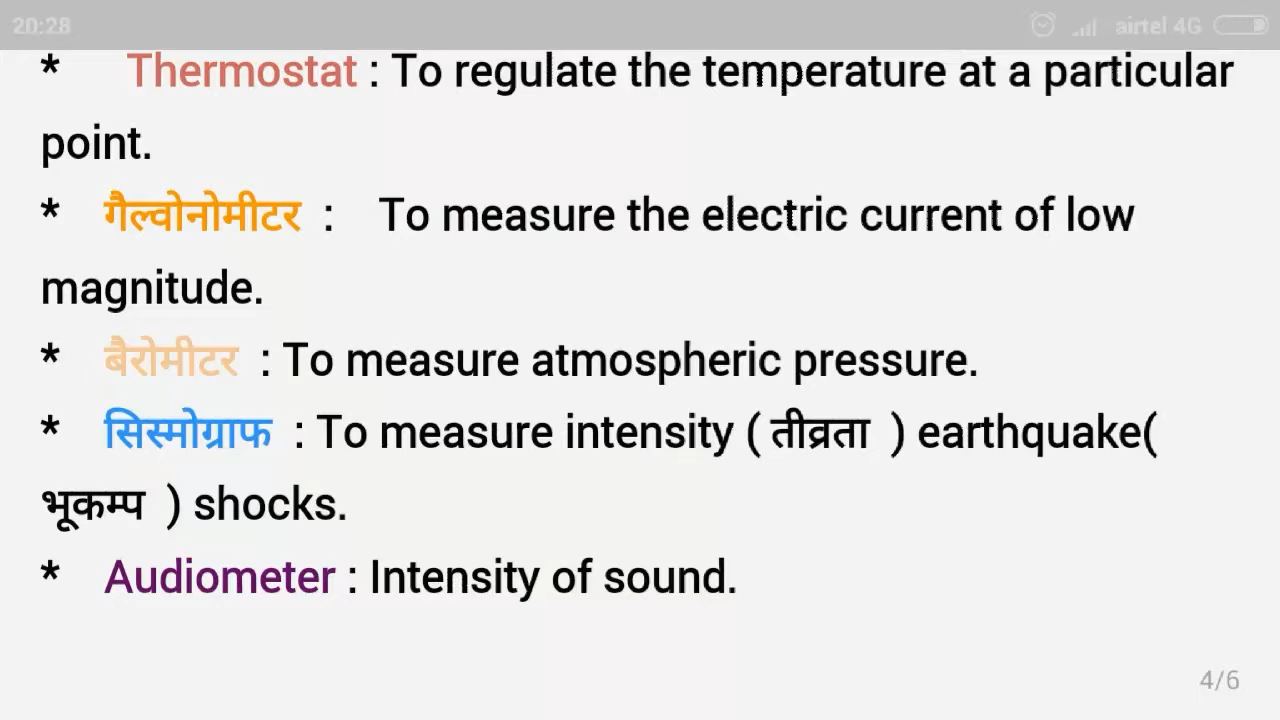 20:28 airtel 4G
* Thermostat : To regulate the temperature at a particular
point.
* गैल्वोनोमीटर : To measure the electric current of low
magnitude.
* बैरोमीटर : To measure atmospheric pressure.
* सिस्मोग्राफ : To measure intensity ( तीव्रता ) earthquake(
भूकम्प ) shocks.
* Audiometer : Intensity of sound.
4/6